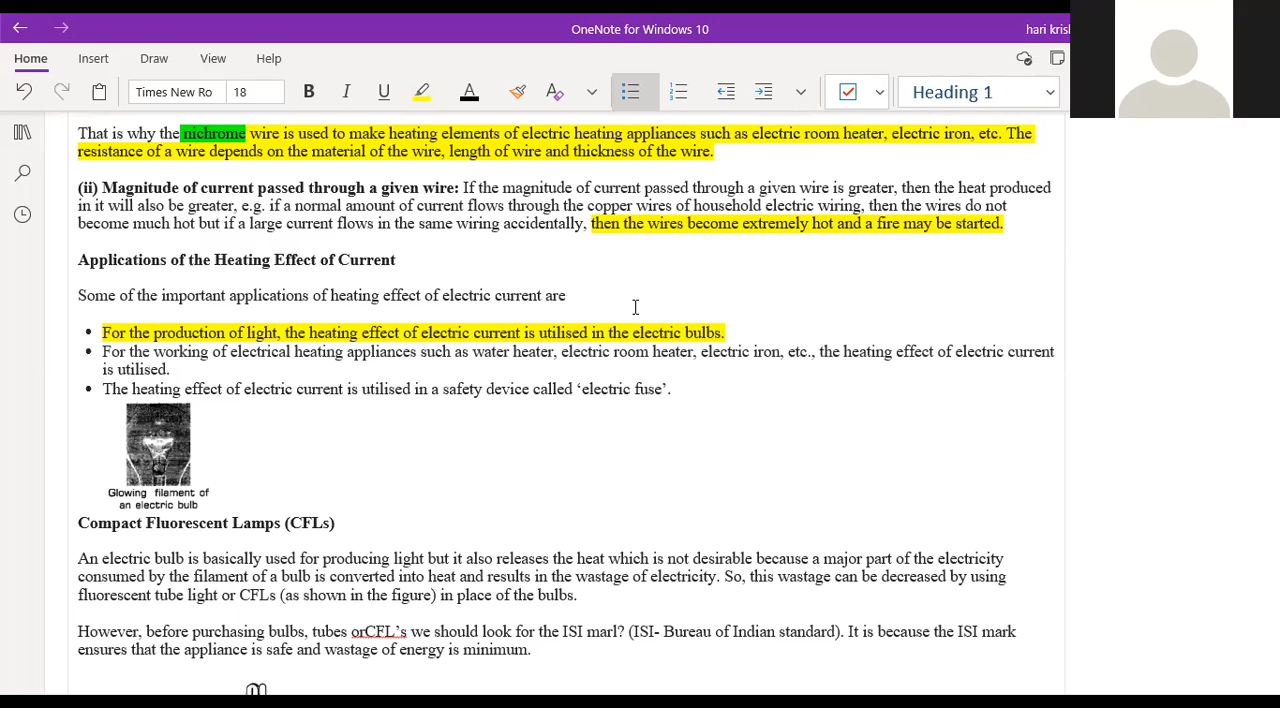 OneNote for Windows 10
hari krisl
Home Insert Draw View Help
Times New Ro 18 B I U A A Heading 1
That is why the nichrome wire is used to make heating elements of electric heating appliances such as electric room heater, electric iron, etc. The
resistance of a wire depends on the material of the wire, length of wire and thickness of the wire.
(ii) Magnitude of current passed through a given wire: If the magnitude of current passed through a given wire is greater, then the heat produced
in it will also be greater, e.g. if a normal amount of current flows through the copper wires of household electric wiring, then the wires do not
become much hot but if a large current flows in the same wiring accidentally, then the wires become extremely hot and a fire may be started.
Applications of the Heating Effect of Current
Some of the important applications of heating effect of electric current are
• For the production of light, the heating effect of electric current is utilised in the electric bulbs.
• For the working of electrical heating appliances such as water heater, electric room heater, electric iron, etc., the heating effect of electric current
is utilised.
• The heating effect of electric current is utilised in a safety device called ‘electric fuse’.
Glowing filament of
an electric bulb
Compact Fluorescent Lamps (CFLs)
An electric bulb is basically used for producing light but it also releases the heat which is not desirable because a major part of the electricity
consumed by the filament of a bulb is converted into heat and results in the wastage of electricity. So, this wastage can be decreased by using
fluorescent tube light or CFLs (as shown in the figure) in place of the bulbs.
However, before purchasing bulbs, tubes orCFL’s we should look for the ISI marl? (ISI- Bureau of Indian standard). It is because the ISI mark
ensures that the appliance is safe and wastage of energy is minimum.